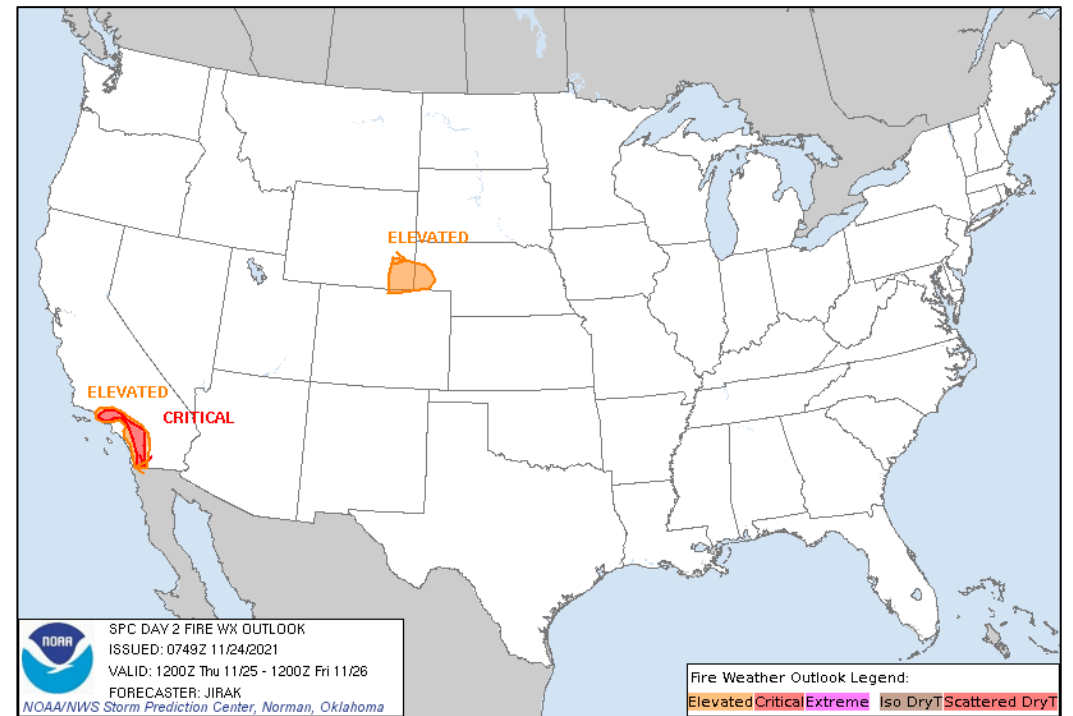 ELEVATED
ELEVATED
CRITICAL
NOAA
SPC DAY 2 FIRE WX OUTLOOK
ISSUED: 0749Z 11/24/2021
VALID: 1200Z Thu 11/25 - 1200Z Fri 11/26
FORECASTER: JIRAK
NOAA/NWS Storm Prediction Center, Norman, Oklahoma
Fire Weather Outlook Legend:
Elevated Critical Extreme Iso DryT Scattered DryT